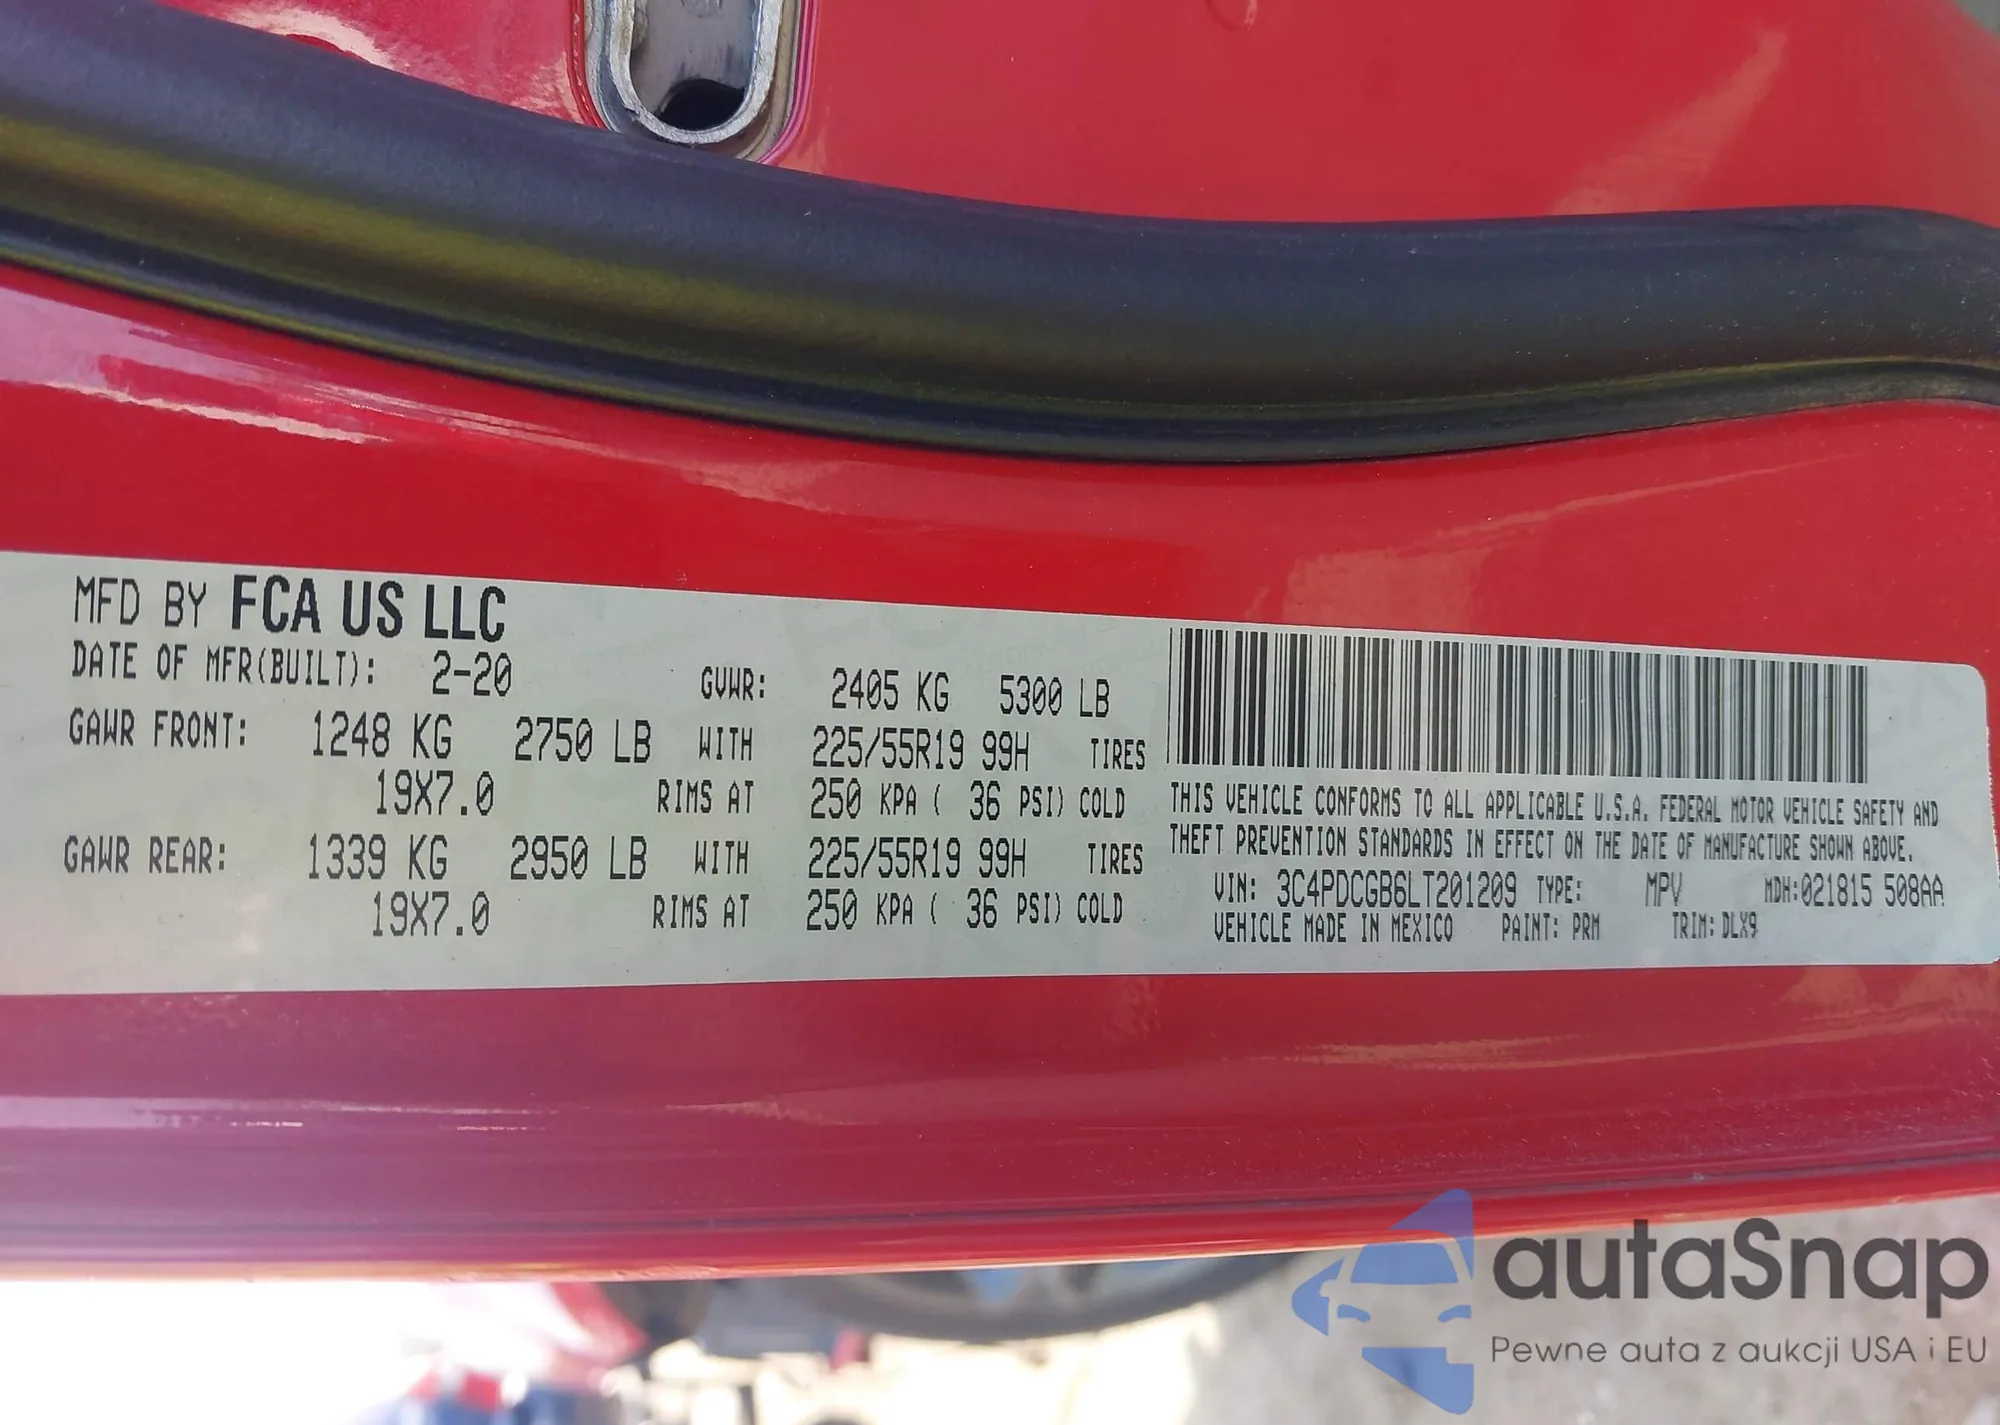 MFD BY FCA US LLC
DATE OF MFR(BUILT): 2-20 GVWR: 2405 KG 5300 LB
GAWR FRONT: 1248 KG 2750 LB WITH 225/55R19 99H TIRES
19X7.0 RIMS AT 250 KPA ( 36 PSI) COLD
GAWR REAR: 1339 KG 2950 LB WITH 225/55R19 99H TIRES
19X7.0 RIMS AT 250 KPA ( 36 PSI) COLD
THIS VEHICLE CONFORMS TO ALL APPLICABLE U.S.A. FEDERAL MOTOR VEHICLE SAFETY AND
THEFT PREVENTION STANDARDS IN EFFECT ON THE DATE OF MANUFACTURE SHOWN ABOVE.
VIN: 3C4PDCGB6LT201209 TYPE: MPV MDH:021815 508AA
VEHICLE MADE IN MEXICO PAINT: PRM TRIM: DLX9
autaSnap
Pewne auta z aukcji USA i EU